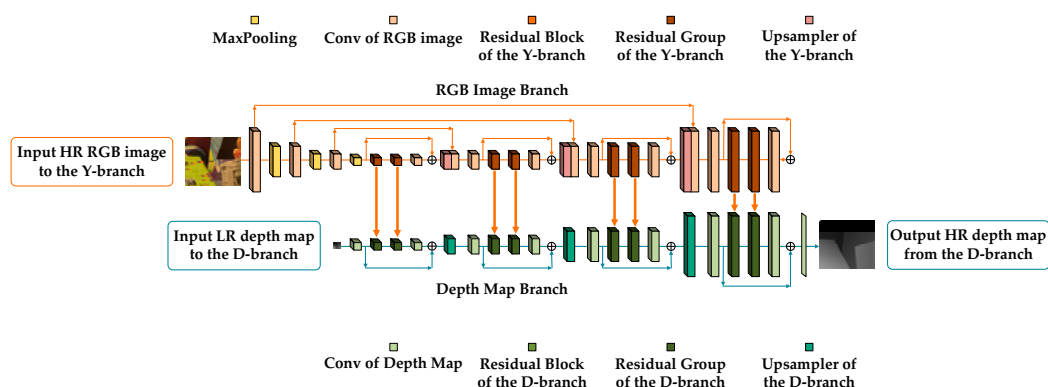 MaxPooling
Conv of RGB image
Residual Block
of the Y-branch
Residual Group
of the Y-branch
Upsampler of
the Y-branch
RGB Image Branch
Input HR RGB image
to the Y-branch
Input LR depth map
to the D-branch
Output HR depth map
from the D-branch
Depth Map Branch
Conv of Depth Map
Residual Block
of the D-branch
Residual Group
of the D-branch
Upsampler of
the D-branch